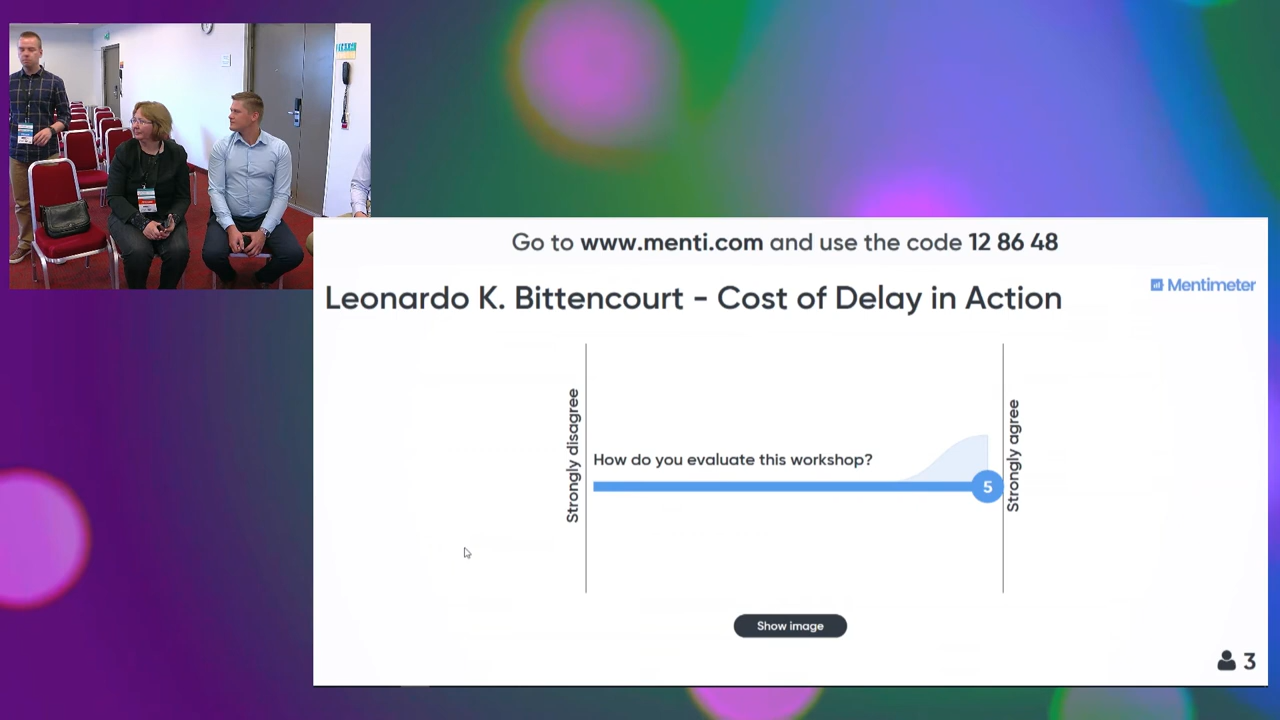 Go to www.menti.com and use the code 12 86 48
Leonardo K. Bittencourt - Cost of Delay in Action
Mentimeter
Strongly disagree
How do you evaluate this workshop?
5
Strongly agree
Show image
3